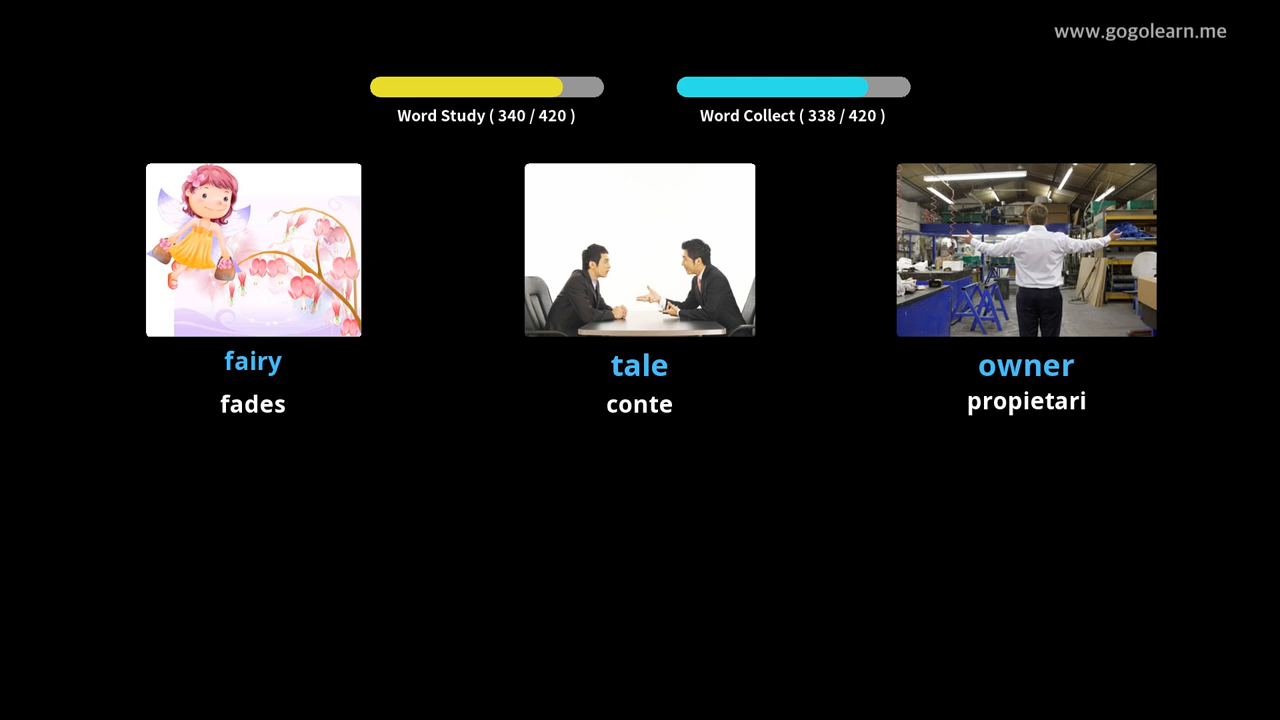 www.gogolearn.me
Word Study ( 340 / 420 )
Word Collect ( 338 / 420 )
fairy
fades
tale
conte
owner
propietari